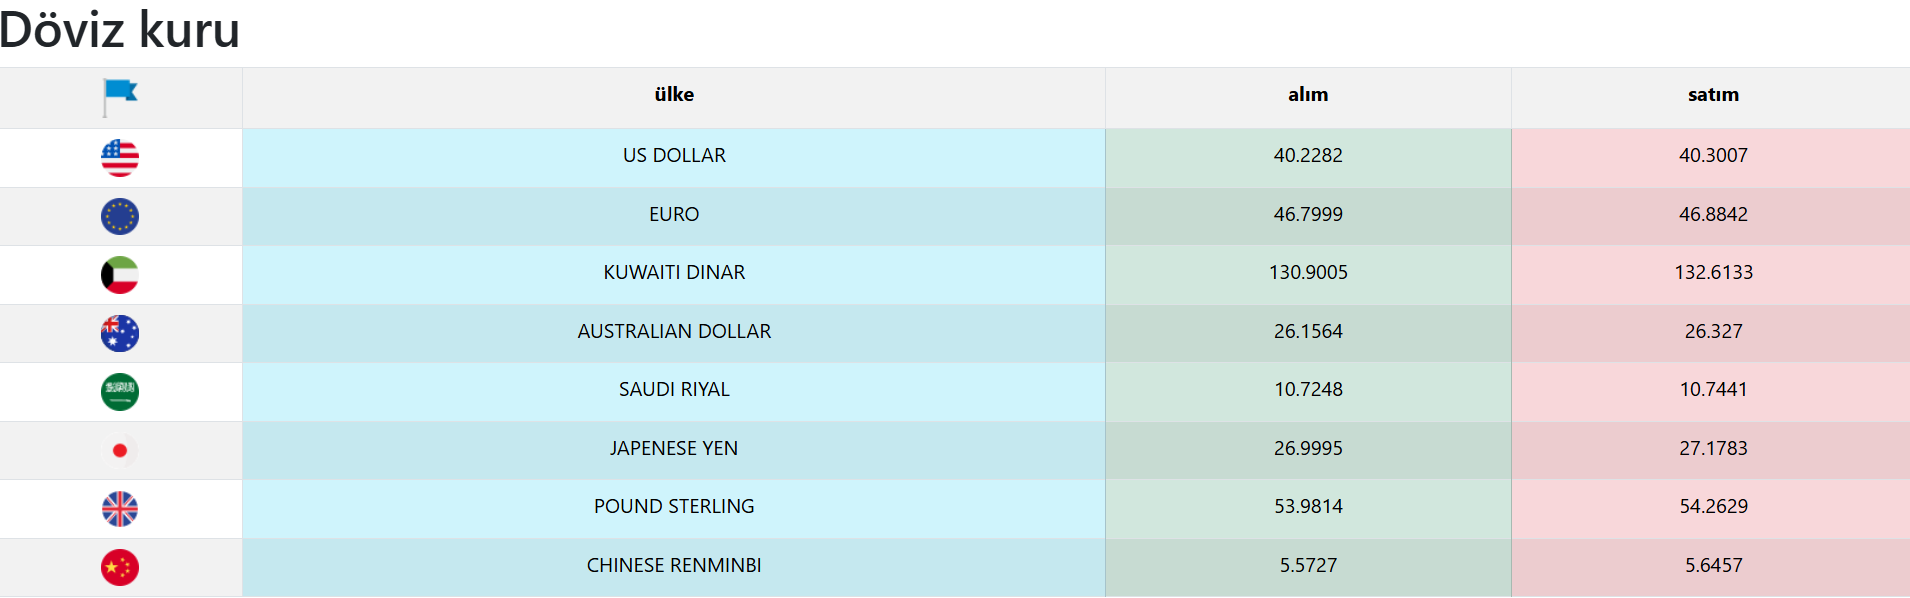 Döviz kuru
ülke alım satım
US DOLLAR 40.2282 40.3007
EURO 46.7999 46.8842
KUWAITI DINAR 130.9005 132.6133
AUSTRALIAN DOLLAR 26.1564 26.327
SAUDI RIYAL 10.7248 10.7441
JAPENESE YEN 26.9995 27.1783
POUND STERLING 53.9814 54.2629
CHINESE RENMINBI 5.5727 5.6457